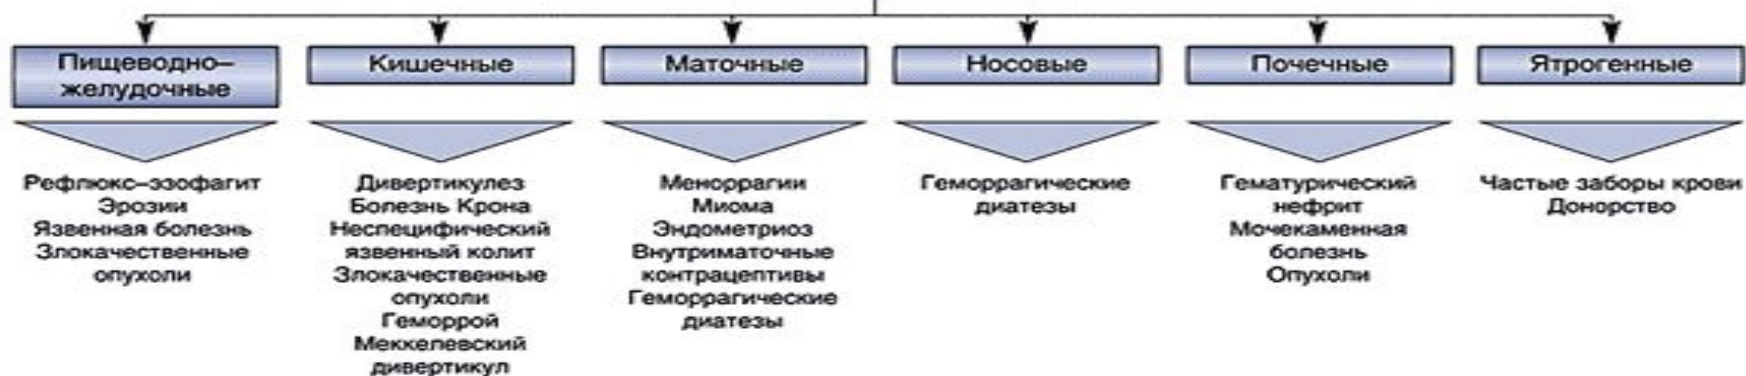 Пищеводно–
желудочные
Кишечные
Маточные
Носовые
Почечные
Ятрогенные
Рефлюкс–эзофагит
Эрозии
Язвенная болезнь
Злокачественные
опухоли
Дивертикулез
Болезнь Крона
Неспецифический
язвенный колит
Злокачественные
опухоли
Геморрой
Меккелевский
дивертикул
Меноррагии
Миома
Эндометриоз
Внутриматочные
контрацептивы
Геморрагические
диатезы
Геморрагические
диатезы
Гематурический
нефрит
Мочекаменная
болезнь
Опухоли
Частые заборы крови
Донорство